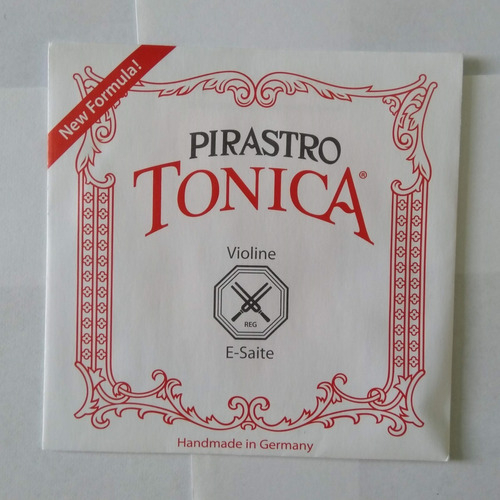 New Formula!
PIRASTRO
TONICA®
Violine
REG
E-Saite
Handmade in Germany